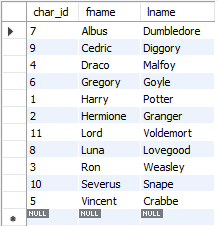 char_id fname lname
7 Albus Dumbledore
9 Cedric Diggory
4 Draco Malfoy
6 Gregory Goyle
1 Harry Potter
2 Hermione Granger
11 Lord Voldemort
8 Luna Lovegood
3 Ron Weasley
10 Severus Snape
5 Vincent Crabbe
NULL NULL NULL